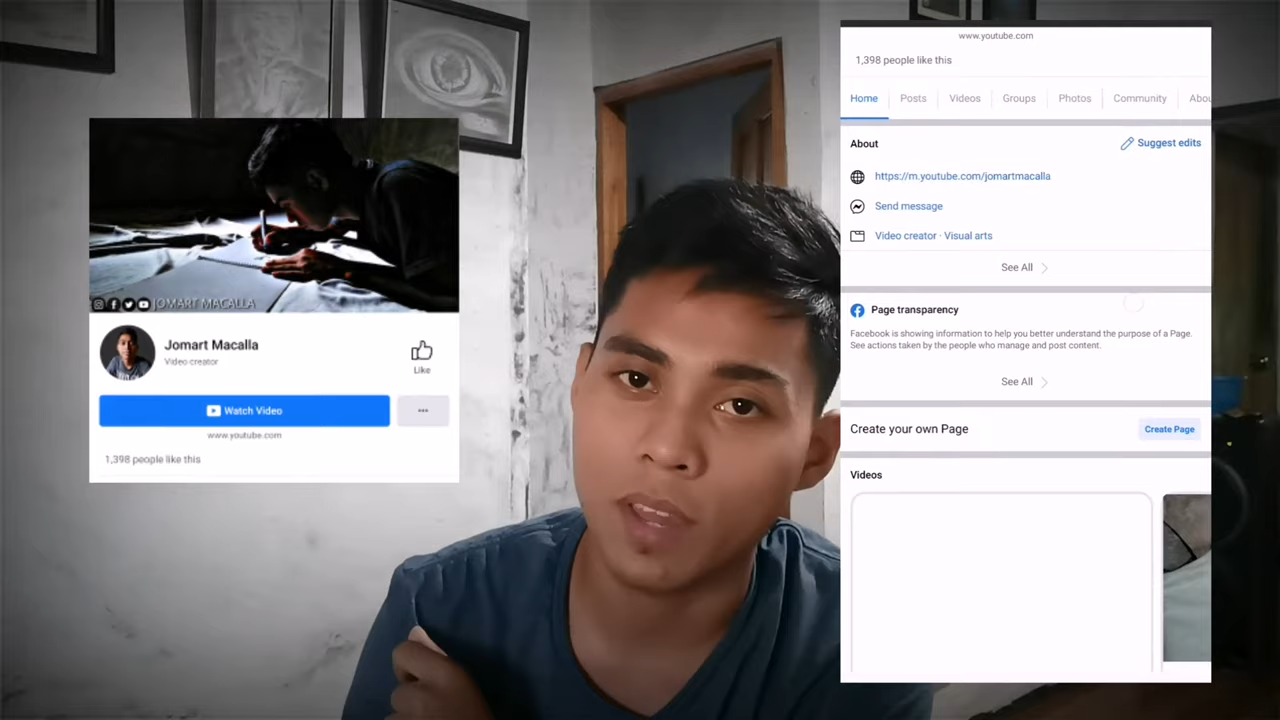 JOMART MACALLA
Jomart Macalla
Video creator
Like
Watch Video
www.youtube.com
1,398 people like this
www.youtube.com
1,398 people like this
Home
Posts
Videos
Groups
Photos
Community
Abou
About
Suggest edits
https://m.youtube.com/jomartmacalla
Send message
Video creator · Visual arts
See All
Page transparency
Facebook is showing information to help you better understand the purpose of a Page.
See actions taken by the people who manage and post content.
See All
Create your own Page
Create Page
Videos